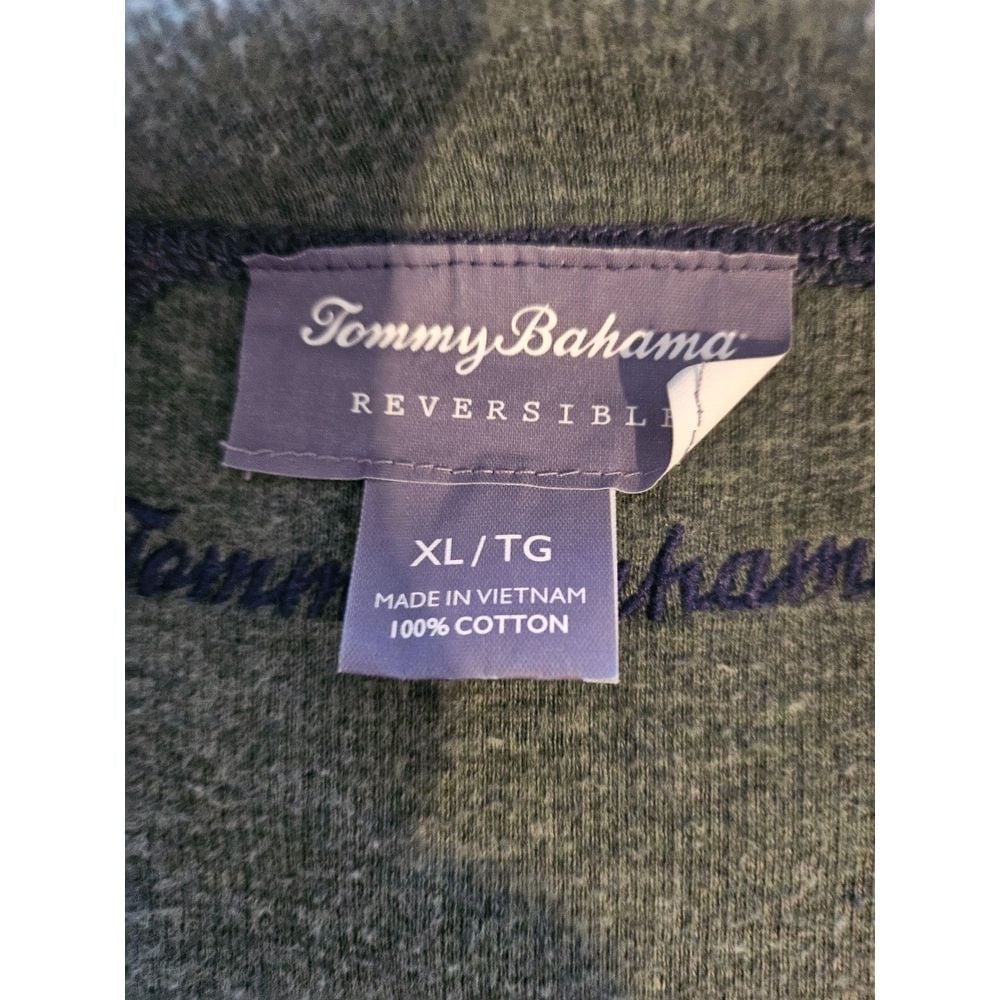 Tommy Bahama
REVERSIBLE
XL / TG
MADE IN VIETNAM
100% COTTON